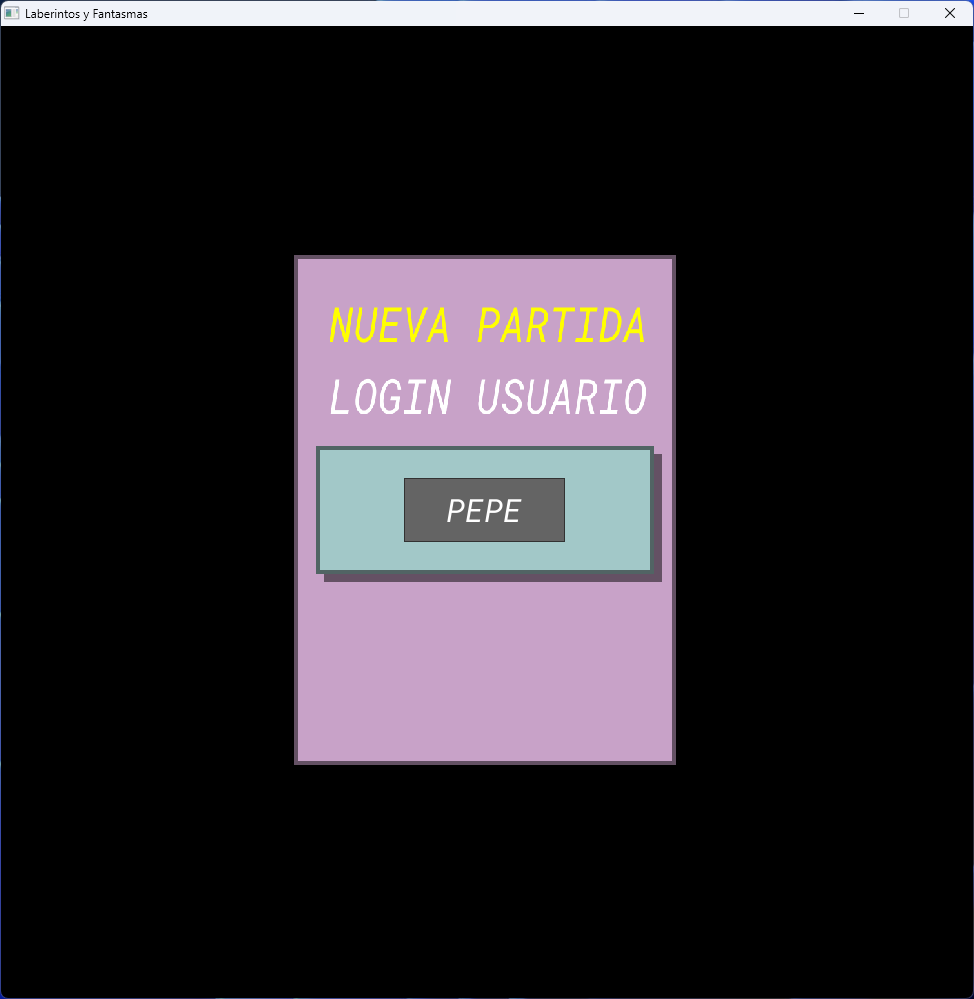 Laberintos y Fantasmas
NUEVA PARTIDA
LOGIN USUARIO
PEPE